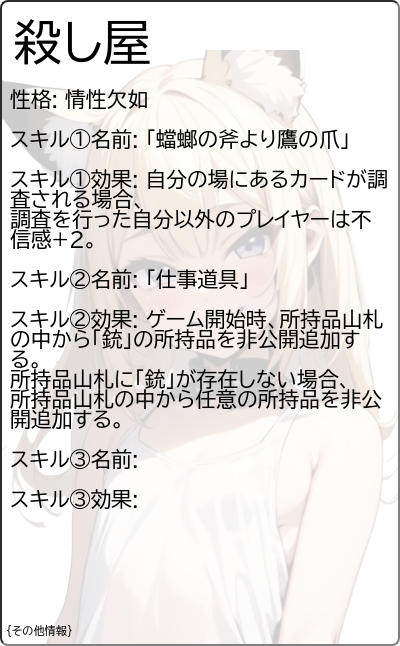 殺し屋
性格: 情性欠如
スキル①名前: 「蟷螂の斧より鷹の爪」
スキル①効果: 自分の場にあるカードが調
査される場合、
調査を行った自分以外のプレイヤーは不
信感+2。
スキル②名前: 「仕事道具」
スキル②効果: ゲーム開始時、所持品山札
の中から「銃」の所持品を非公開追加す
る。
所持品山札に「銃」が存在しない場合、
所持品山札の中から任意の所持品を非公
開追加する。
スキル③名前:
スキル③効果:
{その他情報}